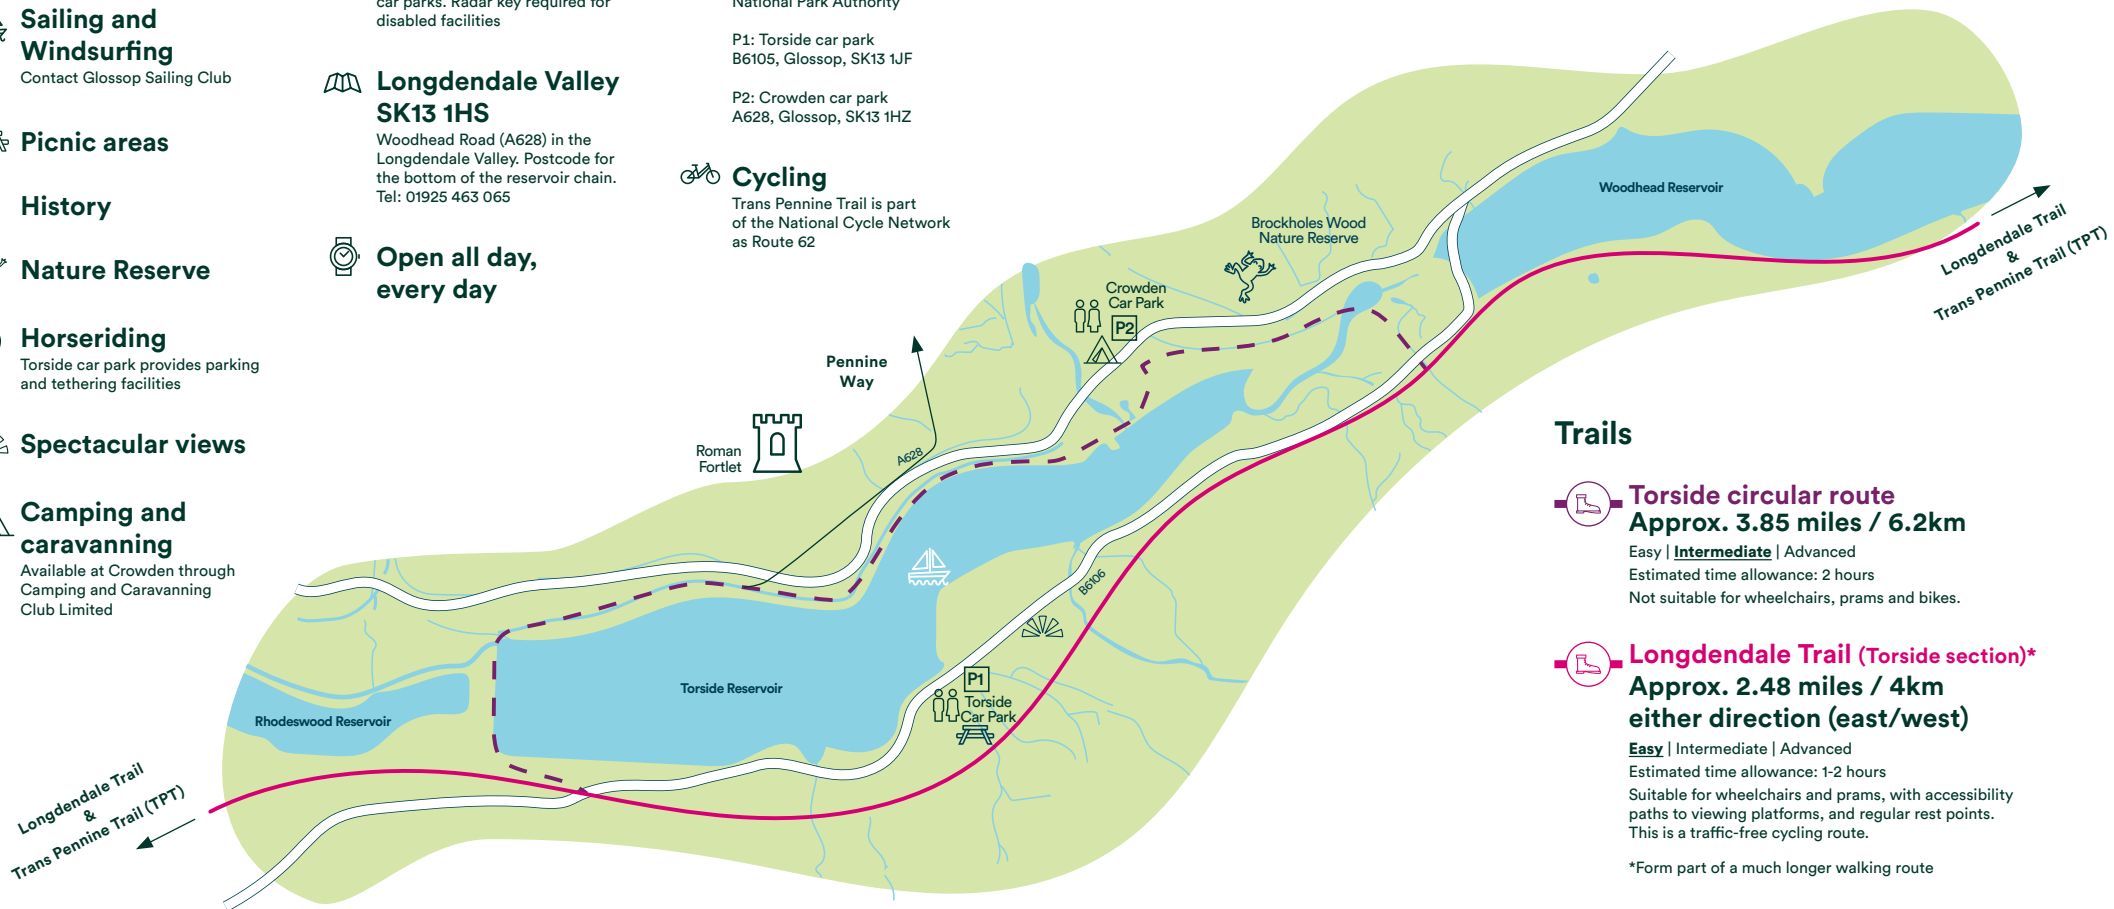 Sailing and
Windsurfing
Contact Glossop Sailing Club
Picnic areas
History
Nature Reserve
Horseriding
Torside car park provides parking
and tethering facilities
Spectacular views
Camping and
caravanning
Available at Crowden through
Camping and Caravanning
Club Limited
car parks. Radar key required for
disabled facilities
Longdendale Valley
SK13 1HS
Woodhead Road (A628) in the
Longdendale Valley. Postcode for
the bottom of the reservoir chain.
Tel: 01925 463 065
Open all day,
every day
National Park Authority
P1: Torside car park
B6105, Glossop, SK13 1JF
P2: Crowden car park
A628, Glossop, SK13 1HZ
Cycling
Trans Pennine Trail is part
of the National Cycle Network
as Route 62
Woodhead Reservoir
Brockholes Wood
Nature Reserve
Longdendale Trail
&
Trans Pennine Trail (TPT)
Crowden
Car Park
P2
Pennine
Way
Roman
Fortlet
A628
B6106
P1
Torside
Car Park
Torside Reservoir
Rhodeswood Reservoir
Longdendale Trail
&
Trans Pennine Trail (TPT)
Trails
Torside circular route
Approx. 3.85 miles / 6.2km
Easy | Intermediate | Advanced
Estimated time allowance: 2 hours
Not suitable for wheelchairs, prams and bikes.
Longdendale Trail (Torside section)*
Approx. 2.48 miles / 4km
either direction (east/west)
Easy | Intermediate | Advanced
Estimated time allowance: 1-2 hours
Suitable for wheelchairs and prams, with accessibility
paths to viewing platforms, and regular rest points.
This is a traffic-free cycling route.
*Form part of a much longer walking route